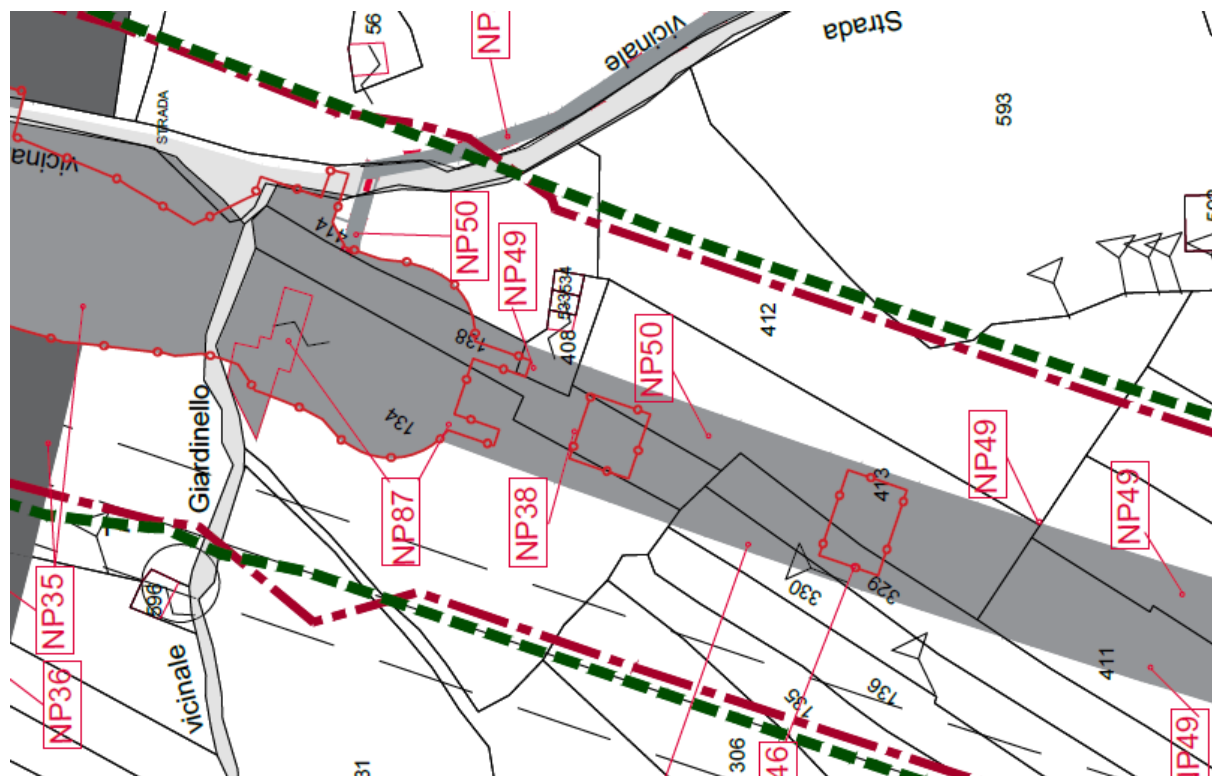 56
NP
vicinale
Strada
593
STRADA
vicina
414
NP50
NP49
534
533
408
412
NP50
138
134
Giardinello
NP87
NP38
413
NP49
NP49
NP35
596
330
329
NP36
vicinale
135
136
411
306
46
NP49
31